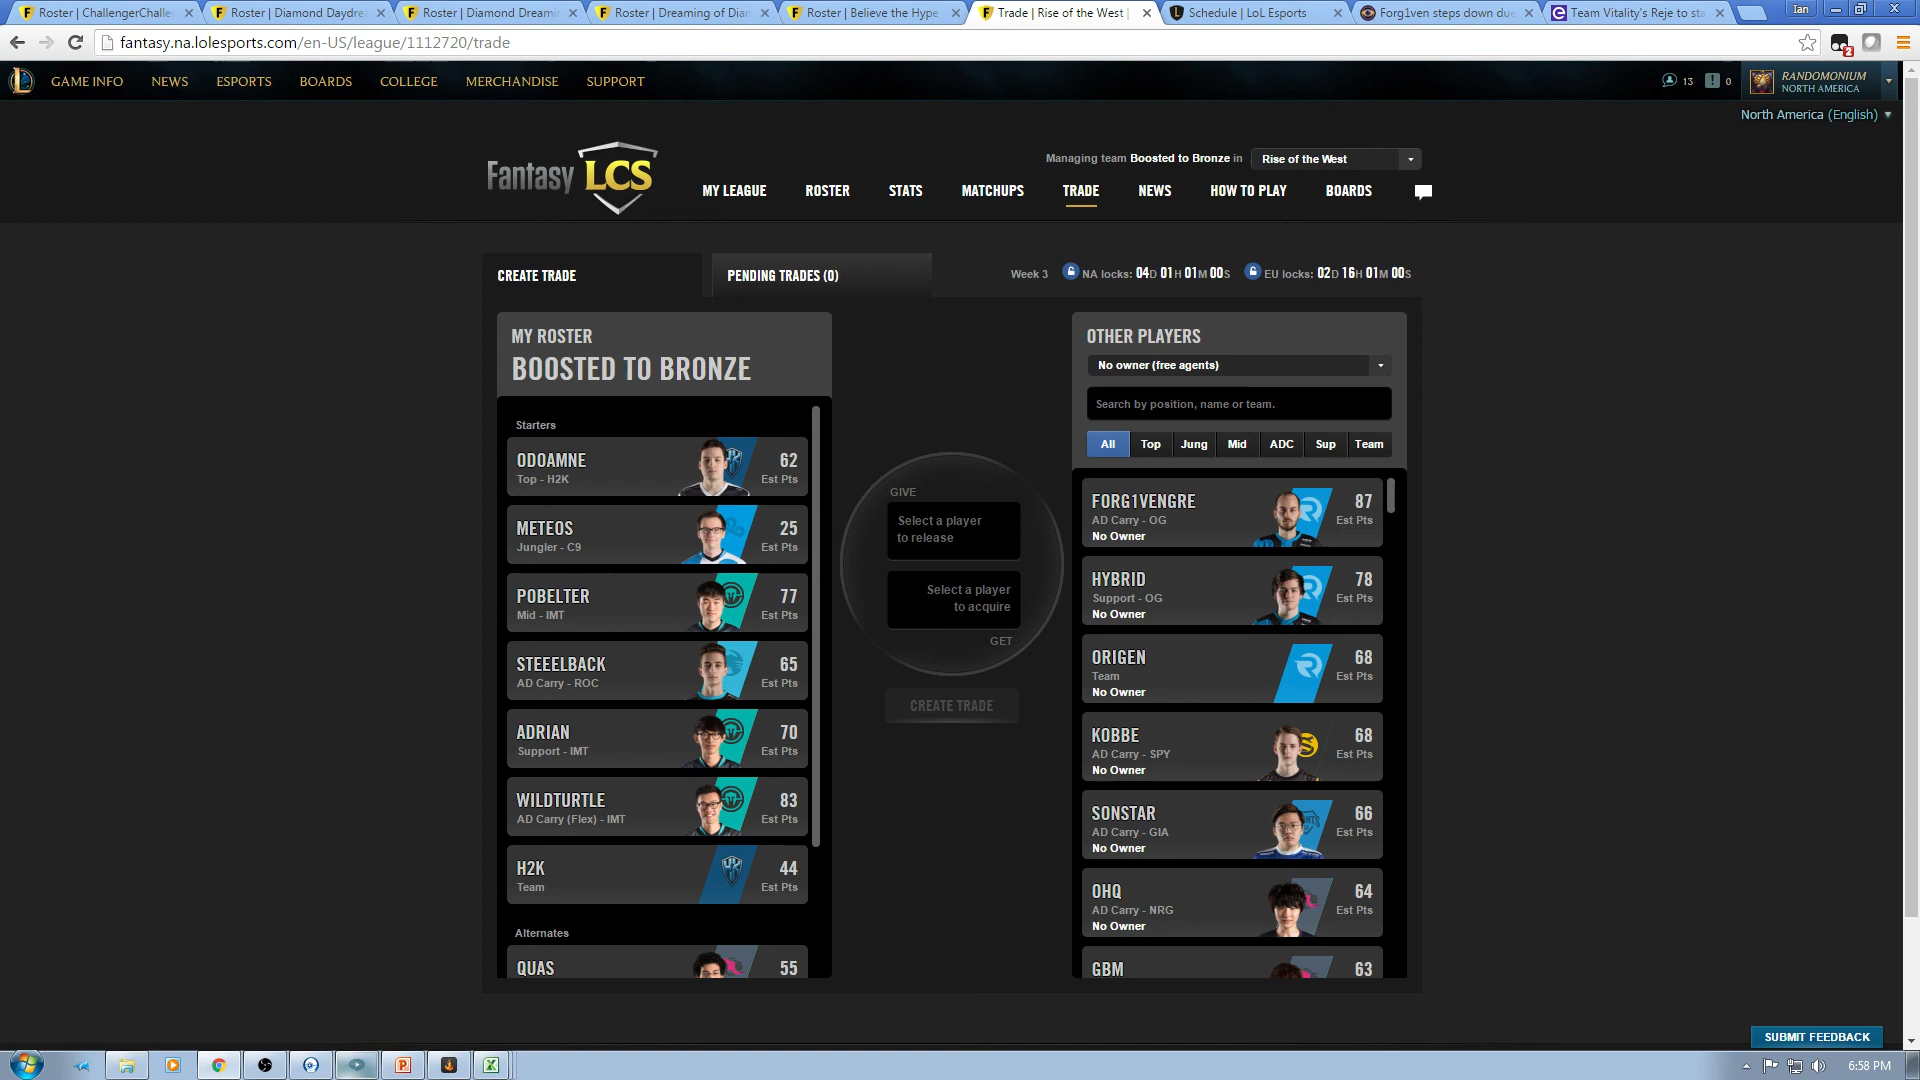 Roster | ChallengerChalle
Roster | Diamond Daydre
Roster | Diamond Dreamin
Roster | Dreaming of Dian
Roster | Believe the Hype
Trade | Rise of the West |
Schedule | LoL Esports
Forg1ven steps down due
Team Vitality's Reje to sta
Ian
fantasy.na.lolesports.com/en-US/league/1112720/trade
2
GAME INFO
NEWS
ESPORTS
BOARDS
COLLEGE
MERCHANDISE
SUPPORT
13
0
RANDOMONIUM
NORTH AMERICA
North America (English)
Fantasy LCS
Managing team Boosted to Bronze in
Rise of the West
MY LEAGUE
ROSTER
STATS
MATCHUPS
TRADE
NEWS
HOW TO PLAY
BOARDS
CREATE TRADE
PENDING TRADES (0)
Week 3
NA locks: 04D 01H 01M 00S
EU locks: 02D 16H 01M 00S
MY ROSTER
BOOSTED TO BRONZE
Starters
ODOAMNE
Top - H2K
62
Est Pts
METEOS
Jungler - C9
25
Est Pts
POBELTER
Mid - IMT
77
Est Pts
STEEELBACK
AD Carry - ROC
65
Est Pts
ADRIAN
Support - IMT
70
Est Pts
WILDTURTLE
AD Carry (Flex) - IMT
83
Est Pts
H2K
Team
44
Est Pts
Alternates
QUAS
55
GIVE
Select a player
to release
Select a player
to acquire
GET
CREATE TRADE
OTHER PLAYERS
No owner (free agents)
Search by position, name or team.
All
Top
Jung
Mid
ADC
Sup
Team
FORG1VENGRE
AD Carry - OG
No Owner
87
Est Pts
HYBRID
Support - OG
No Owner
78
Est Pts
ORIGEN
Team
No Owner
68
Est Pts
KOBBE
AD Carry - SPY
No Owner
68
Est Pts
SONSTAR
AD Carry - GIA
No Owner
66
Est Pts
OHQ
AD Carry - NRG
No Owner
64
Est Pts
GBM
63
SUBMIT FEEDBACK
6:58 PM